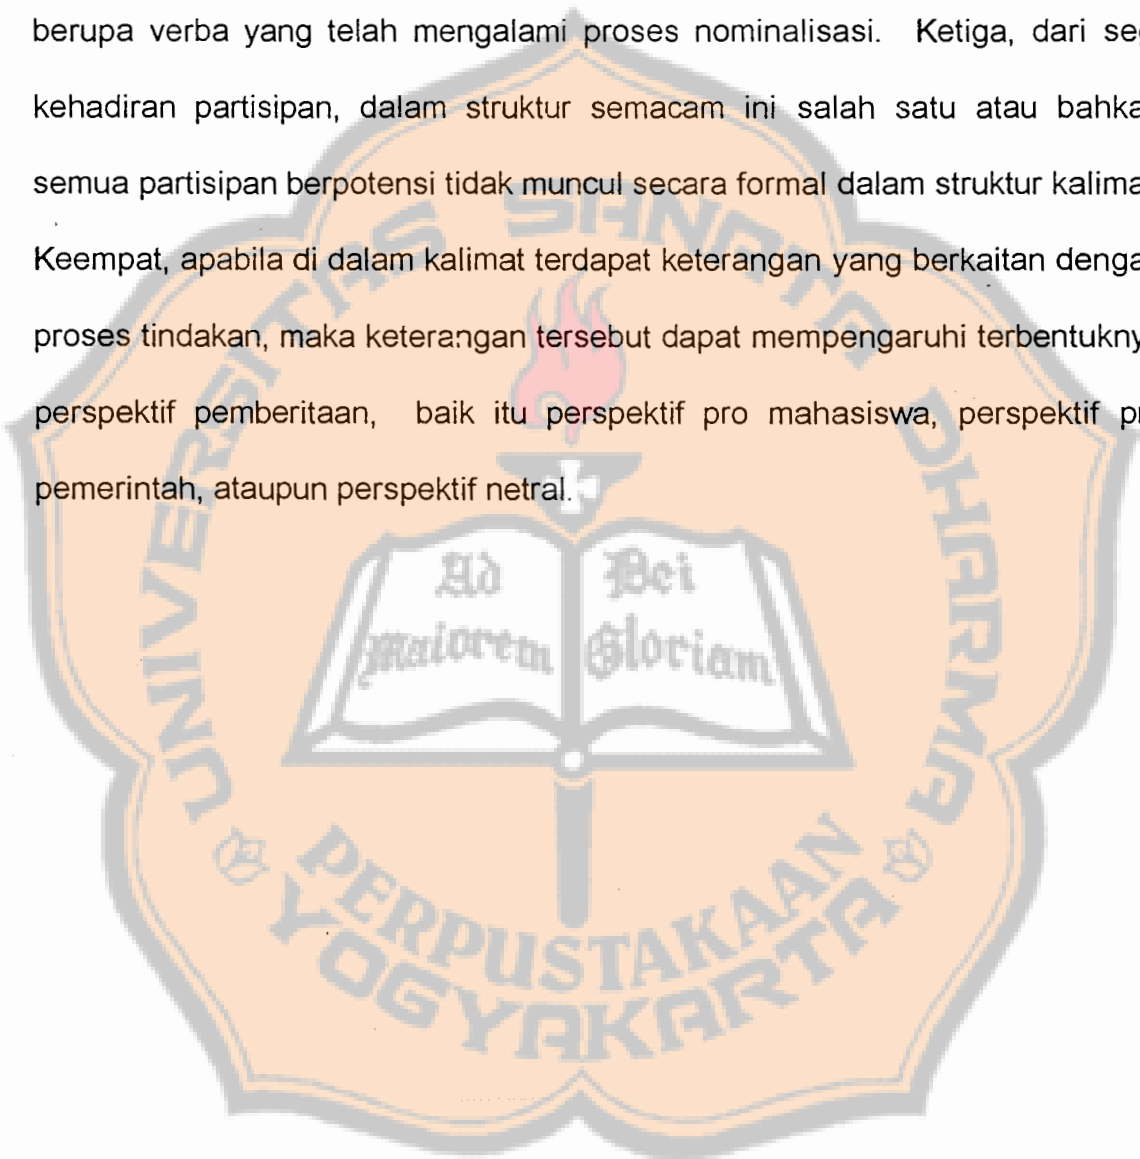 berupa verba yang telah mengalami proses nominalisasi. Ketiga, dari seg
kehadiran partisipan, dalam struktur semacam ini salah satu atau bahka
semua partisipan berpotensi tidak muncul secara formal dalam struktur kalima
Keempat, apabila di dalam kalimat terdapat keterangan yang berkaitan denga
proses tindakan, maka keterangan tersebut dapat mempengaruhi terbentukny
perspektif pemberitaan, baik itu perspektif pro mahasiswa, perspektif pr
pemerintah, ataupun perspektif netral.
UNIVERSITAS SANATA DHARMA
Ad Dei
maiorem Gloriam
PERPUSTAKAAN
YOGYAKARTA